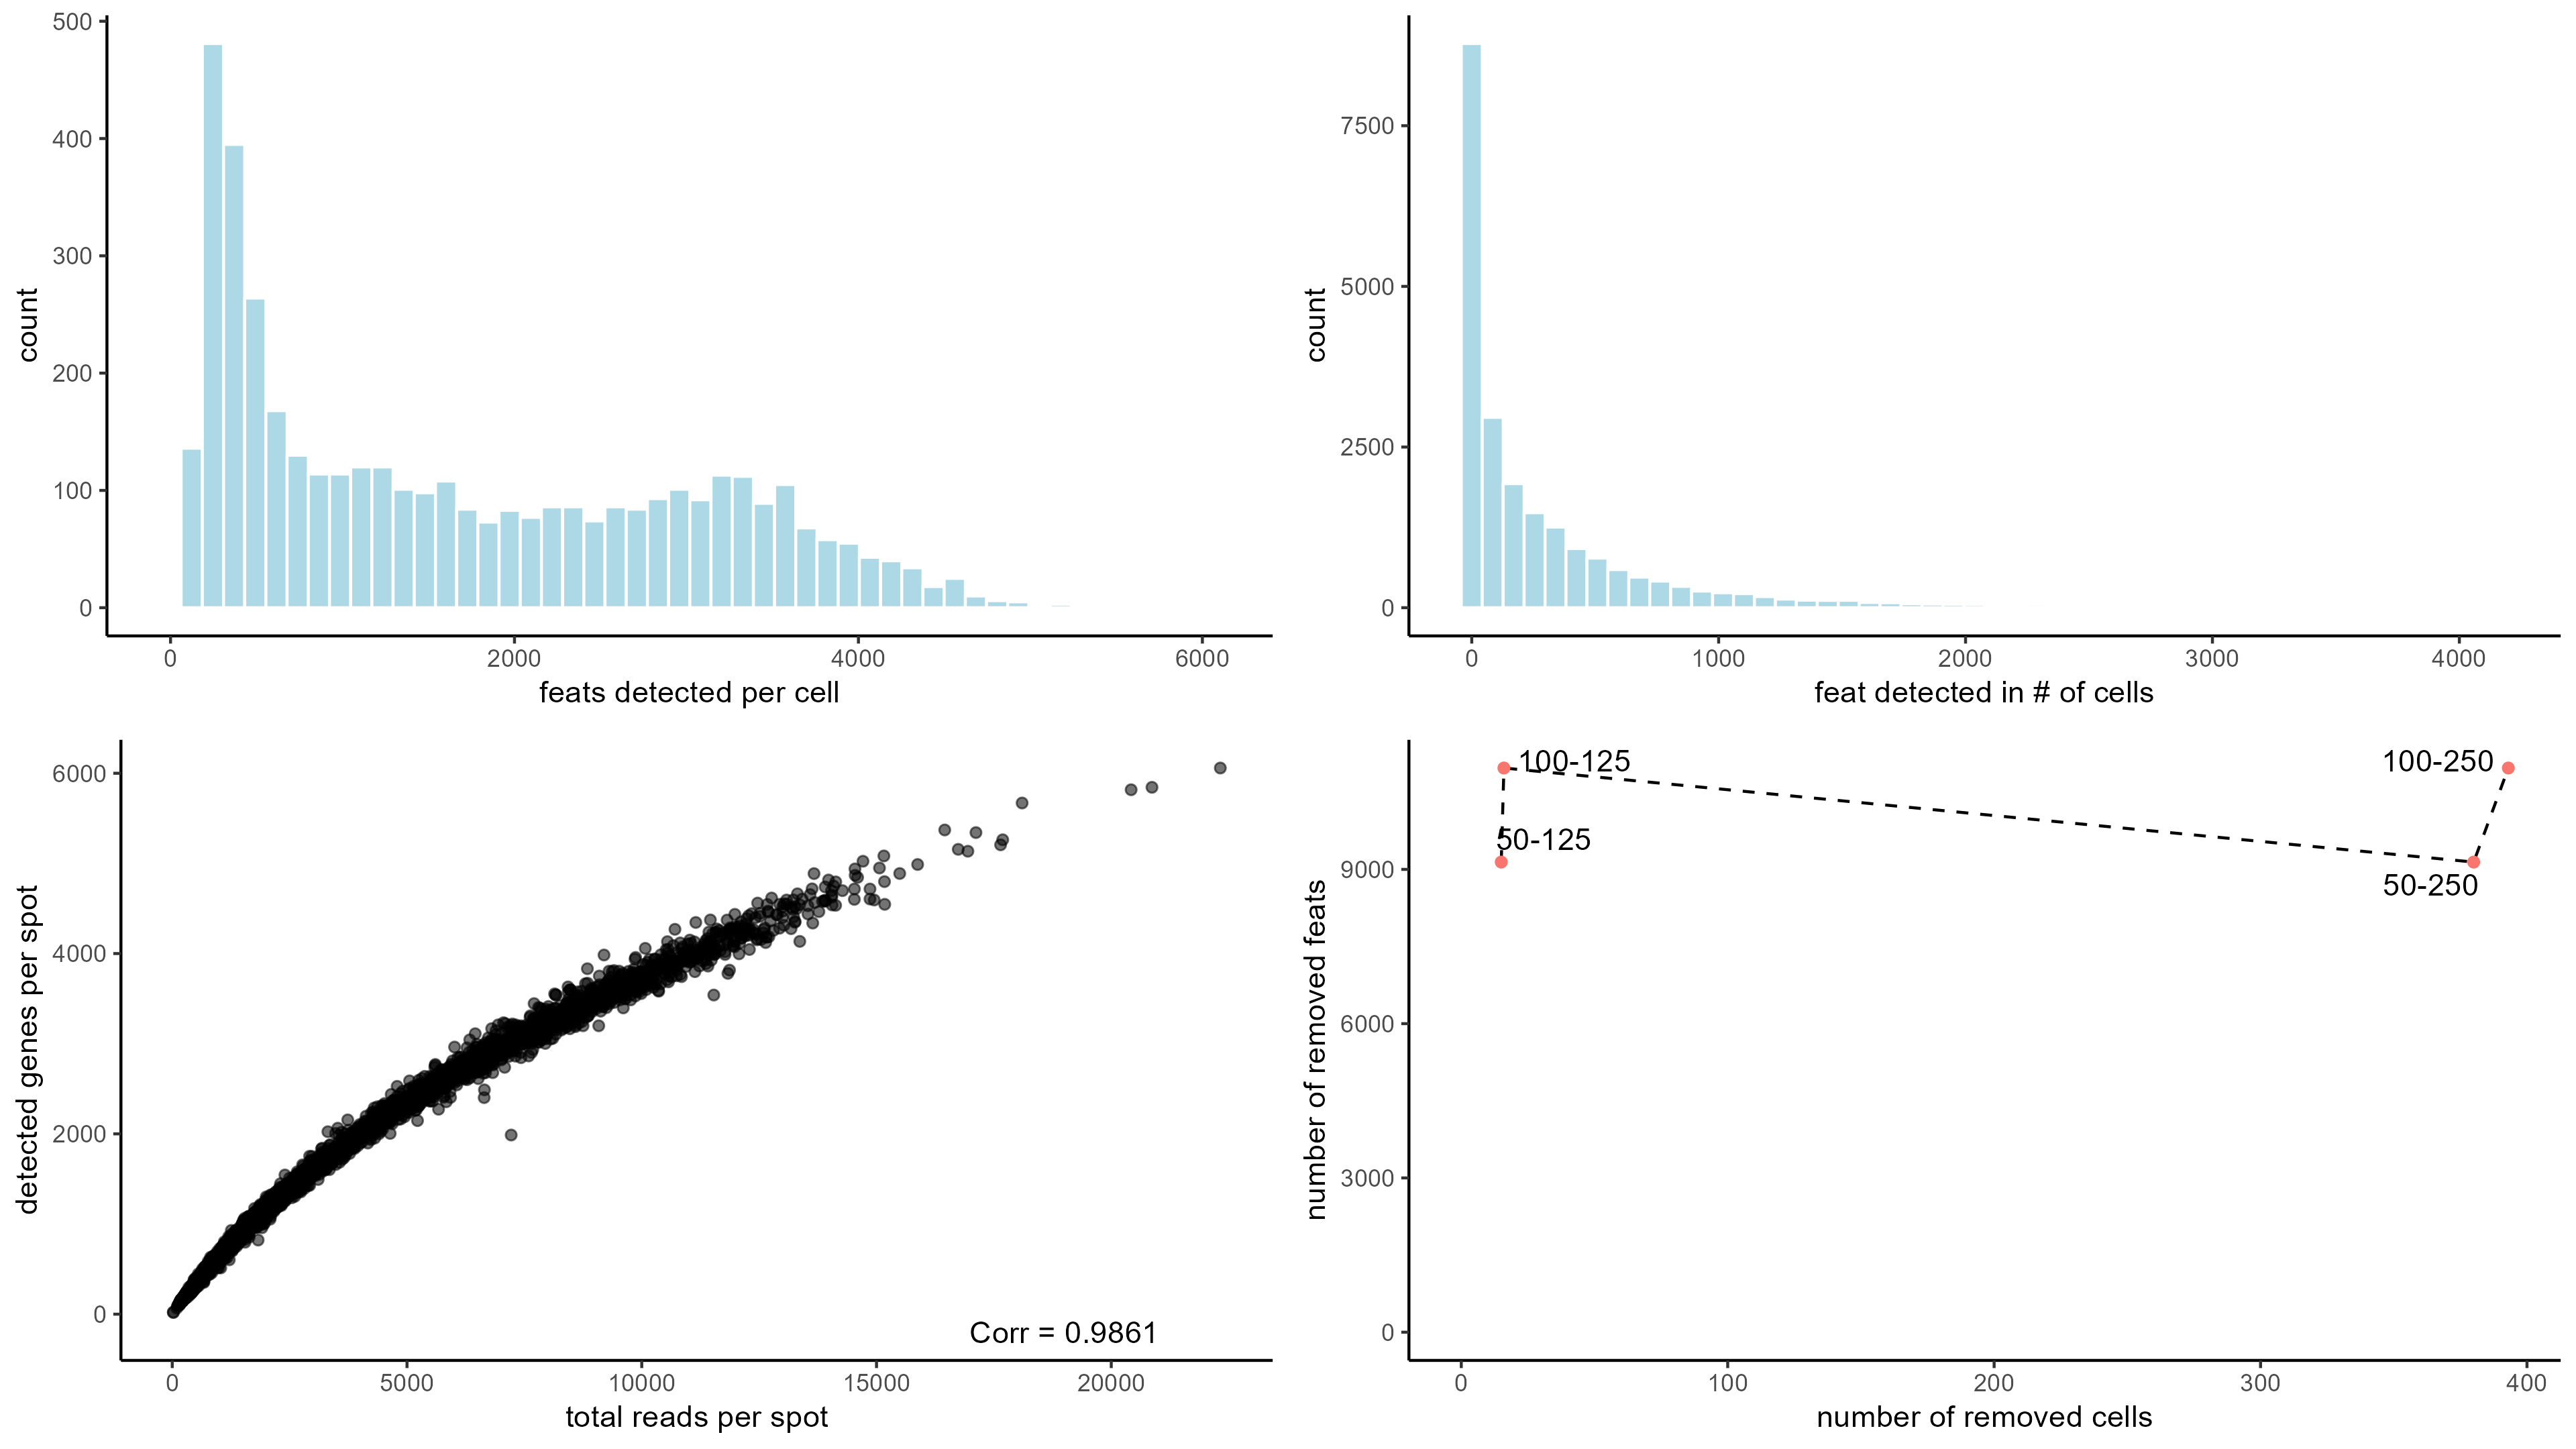 500
400
300
200
100
0
count
0 2000 4000 6000
feats detected per cell
7500
5000
2500
0
count
0 1000 2000 3000 4000
feat detected in # of cells
6000
4000
2000
0
detected genes per spot
Corr = 0.9861
0 5000 10000 15000 20000
total reads per spot
100-125 100-250
50-125
50-250
9000
6000
3000
0
number of removed feats
0 100 200 300 400
number of removed cells